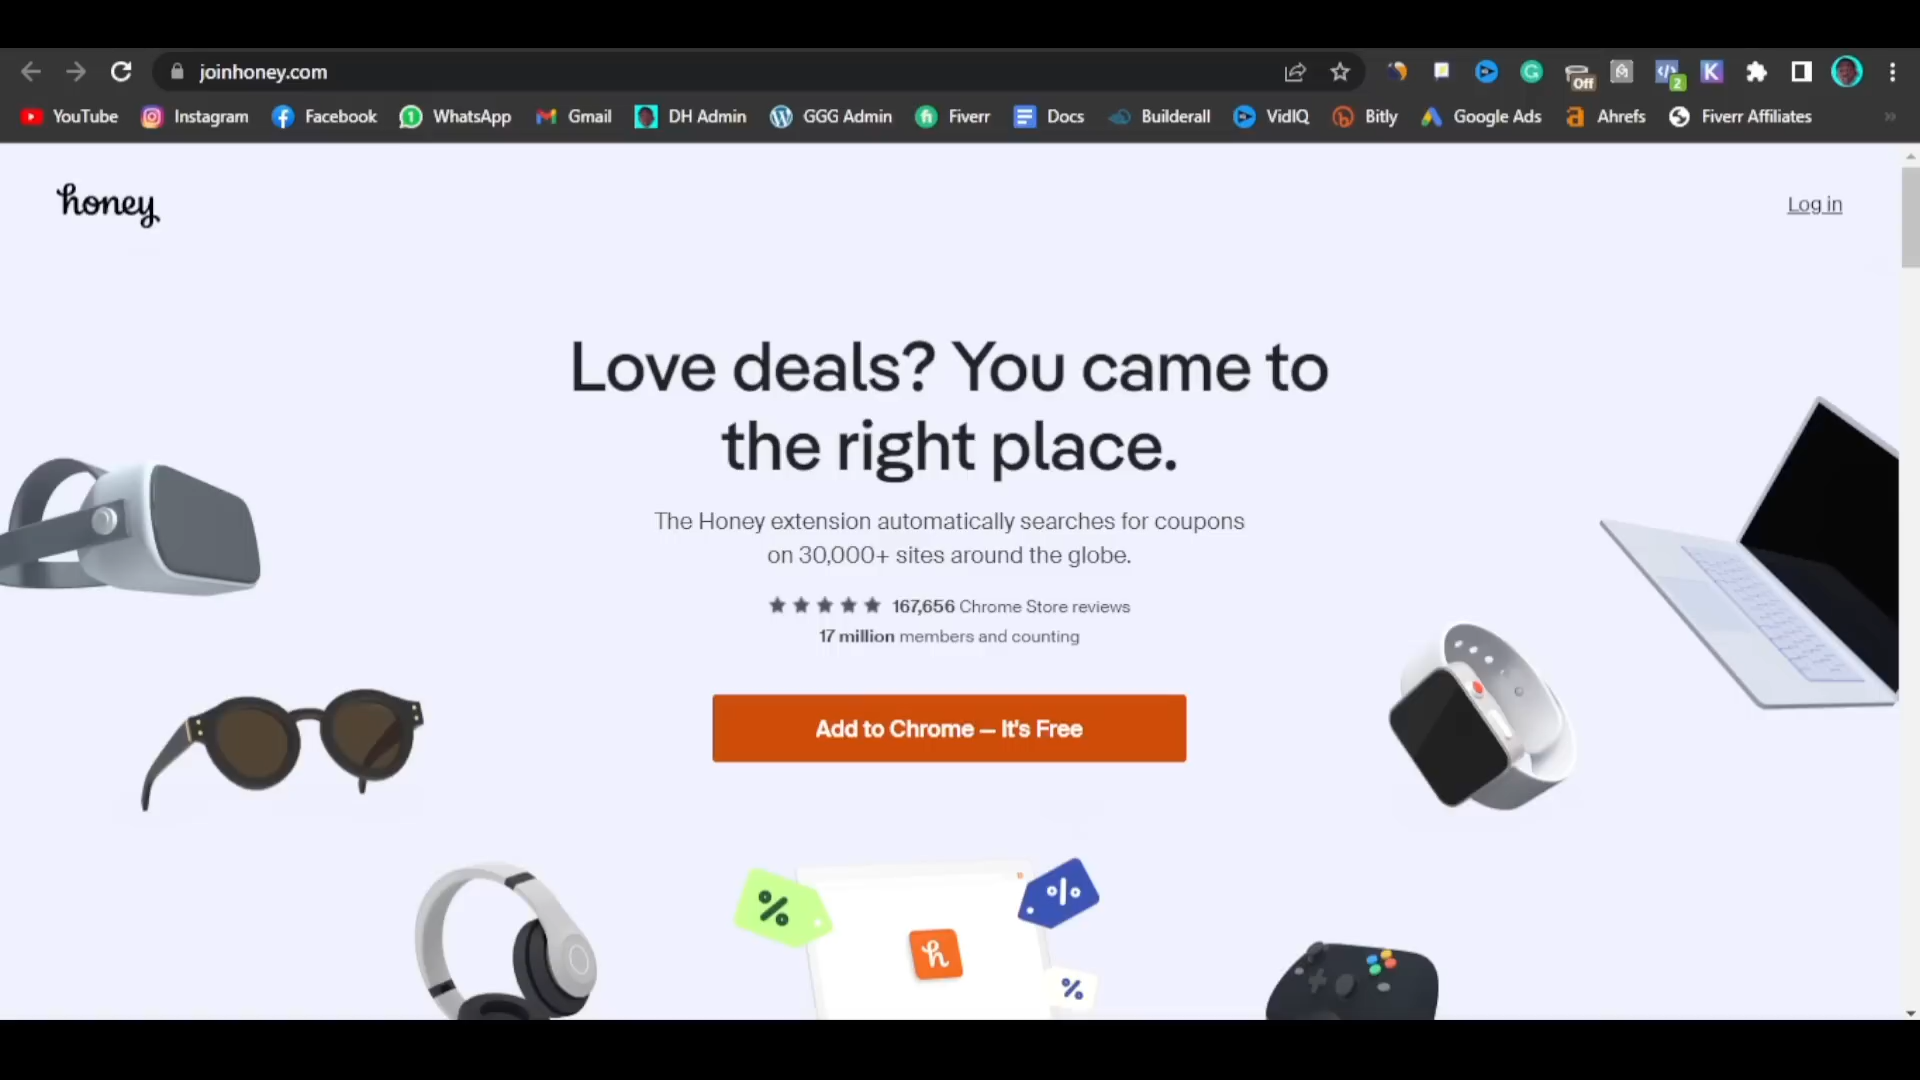 joinhoney.com
Off
2
K
YouTube Instagram Facebook WhatsApp Gmail DH Admin GGG Admin Fiverr Docs Builderall VidIQ Bitly Google Ads Ahrefs Fiverr Affiliates
honey
Log in
Love deals? You came to
the right place.
The Honey extension automatically searches for coupons
on 30,000+ sites around the globe.
167,656 Chrome Store reviews
17 million members and counting
Add to Chrome – It's Free
%
%
h
%